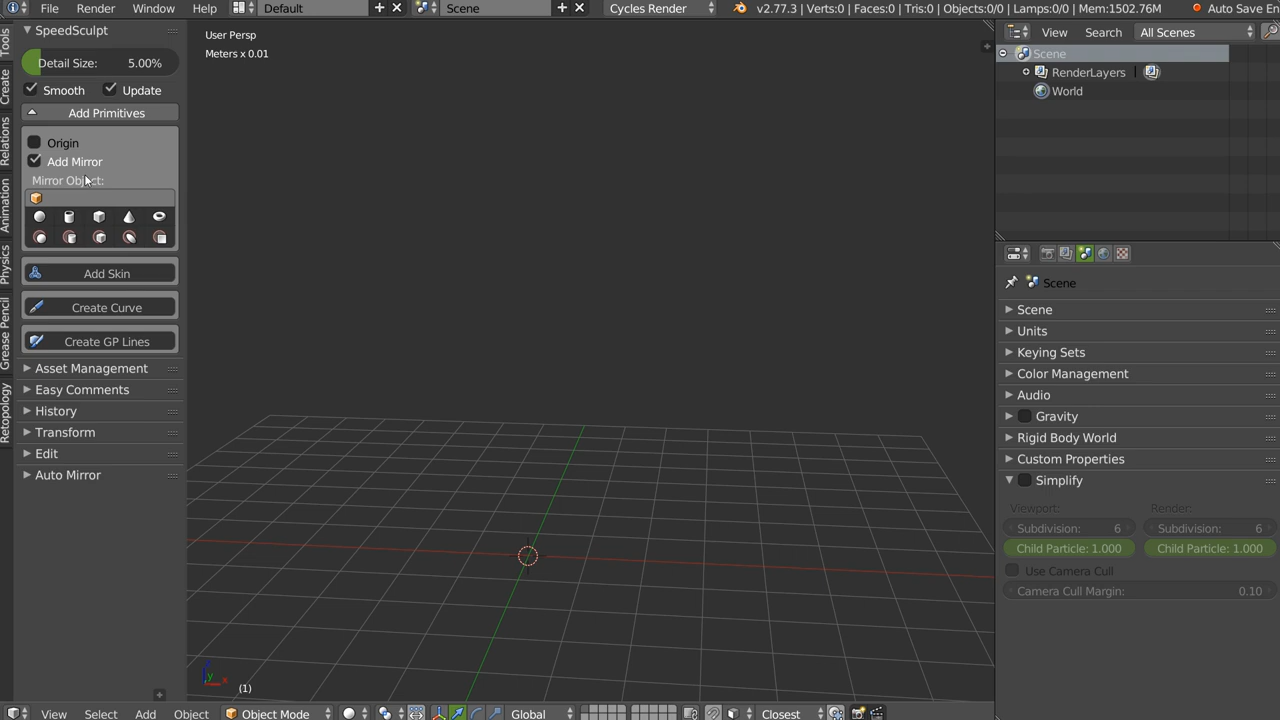 File Render Window Help Default Scene Cycles Render v2.77.3 | Verts:0 | Faces:0 | Tris:0 | Objects:0/0 | Lamps:0/0 | Mem:1502.76M Auto Save En
Tools
Create
Relations
Animation
Physics
Grease Pencil
Retopology
SpeedSculpt
Detail Size: 5.00%
Smooth Update
Add Primitives
Origin
Add Mirror
Mirror Object:
Add Skin
Create Curve
Create GP Lines
Asset Management
Easy Comments
History
Transform
Edit
Auto Mirror
User Persp
Meters x 0.01
y x
(1)
View Select Add Object Object Mode Global Closest
View Search All Scenes
Scene
RenderLayers
World
Scene
Scene
Units
Keying Sets
Color Management
Audio
Gravity
Rigid Body World
Custom Properties
Simplify
Viewport: Render:
Subdivision: 6 Subdivision: 6
Child Particle: 1.000 Child Particle: 1.000
Use Camera Cull
Camera Cull Margin: 0.10